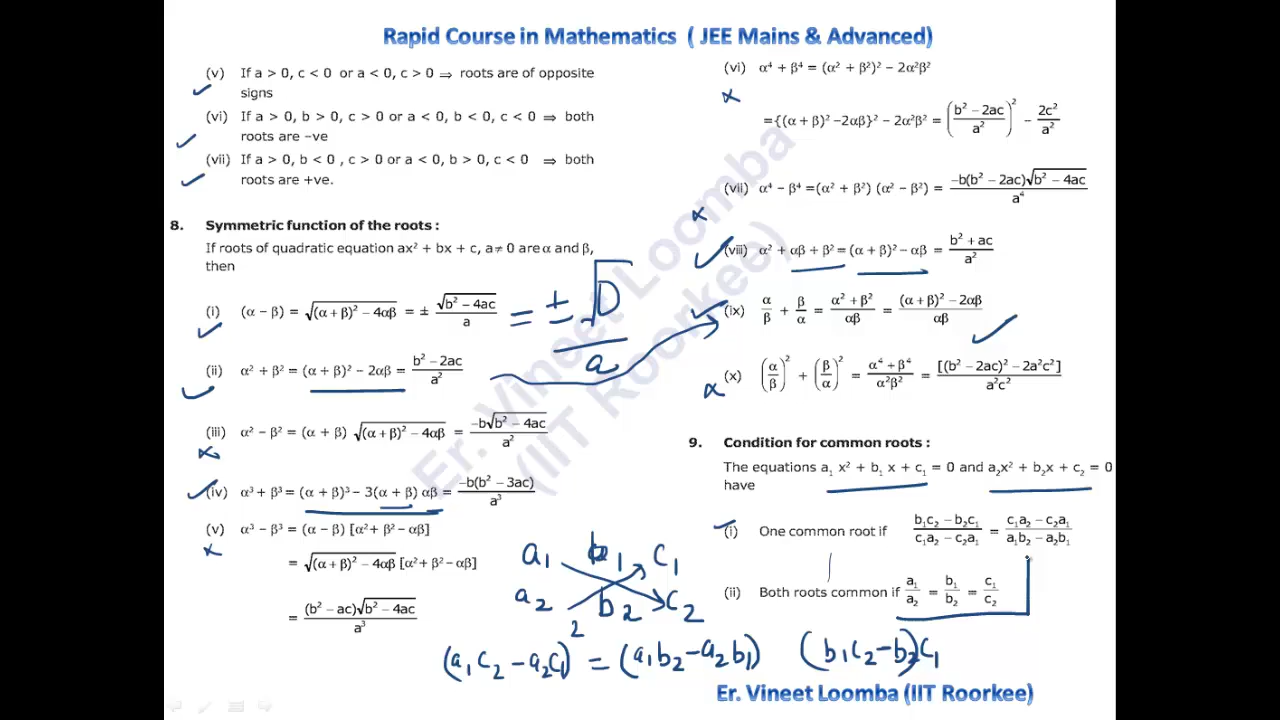 Rapid Course in Mathematics ( JEE Mains & Advanced)
(v) If a > 0, c < 0 or a < 0, c > 0 ⇒ roots are of opposite
signs
(vi) If a > 0, b > 0, c > 0 or a < 0, b < 0, c < 0 ⇒ both
roots are –ve
(vii) If a > 0, b < 0 , c > 0 or a < 0, b > 0, c < 0 ⇒ both
roots are +ve.
8. Symmetric function of the roots :
If roots of quadratic equation ax² + bx + c, a≠ 0 are α and β,
then
(i) (α – β) = √((α + β)² – 4αβ) = ± √(b² – 4ac)/a = ± √D/a
(ii) α² + β² = (α + β)² – 2αβ = (b² – 2ac)/a²
(iii) α² – β² = (α + β) √((α + β)² – 4αβ) = –b√(b² – 4ac)/a²
(iv) α³ + β³ = (α + β)³ – 3(α + β) αβ = –b(b² – 3ac)/a³
(v) α³ – β³ = (α – β) [α²+ β² – αβ]
= √((α + β)² – 4αβ) [α²+ β² – αβ]
= (b² – ac)√(b² – 4ac)/a³
(vi) α⁴ + β⁴ = (α² + β²)² – 2α²β²
={(α + β)² –2αβ}² – 2α²β² = ((b² – 2ac)/a²)² – 2c²/a²
(vii) α⁴ – β⁴ =(α² + β²) (α² – β²) = –b(b² – 2ac)√(b² – 4ac)/a⁴
(viii) α² + αβ + β² = (α + β)² – αβ = (b² + ac)/a²
(ix) α/β + β/α = (α² + β²)/αβ = ((α + β)² – 2αβ)/αβ
(x) (α/β)² + (β/α)² = (α⁴ + β⁴)/α²β² = [(b² – 2ac)² – 2a²c²]/a²c²
9. Condition for common roots :
The equations a₁ x² + b₁ x + c₁ = 0 and a₂x² + b₂x + c₂ = 0
have
(i) One common root if (b₁c₂ – b₂c₁)/(c₁a₂ – c₂a₁) = (c₁a₂ – c₂a₁)/(a₁b₂ – a₂b₁)
(ii) Both roots common if a₁/a₂ = b₁/b₂ = c₁/c₂
a₁ b₁ c₁
a₂ b₂ c₂
(a₁c₂ – a₂c₁)² = (a₁b₂ – a₂b₁) (b₁c₂ – b₂)c₁
Er. Vineet Loomba (IIT Roorkee)
Er. Vineet Loomba
(IIT Roorkee)